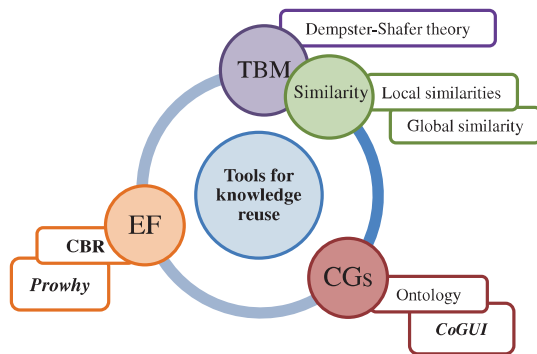 Dempster-Shafer theory
TBM
Similarity
Local similarities
Global similarity
Tools for
knowledge
reuse
EF
CBR
Prowhy
CGs
Ontology
CoGUI